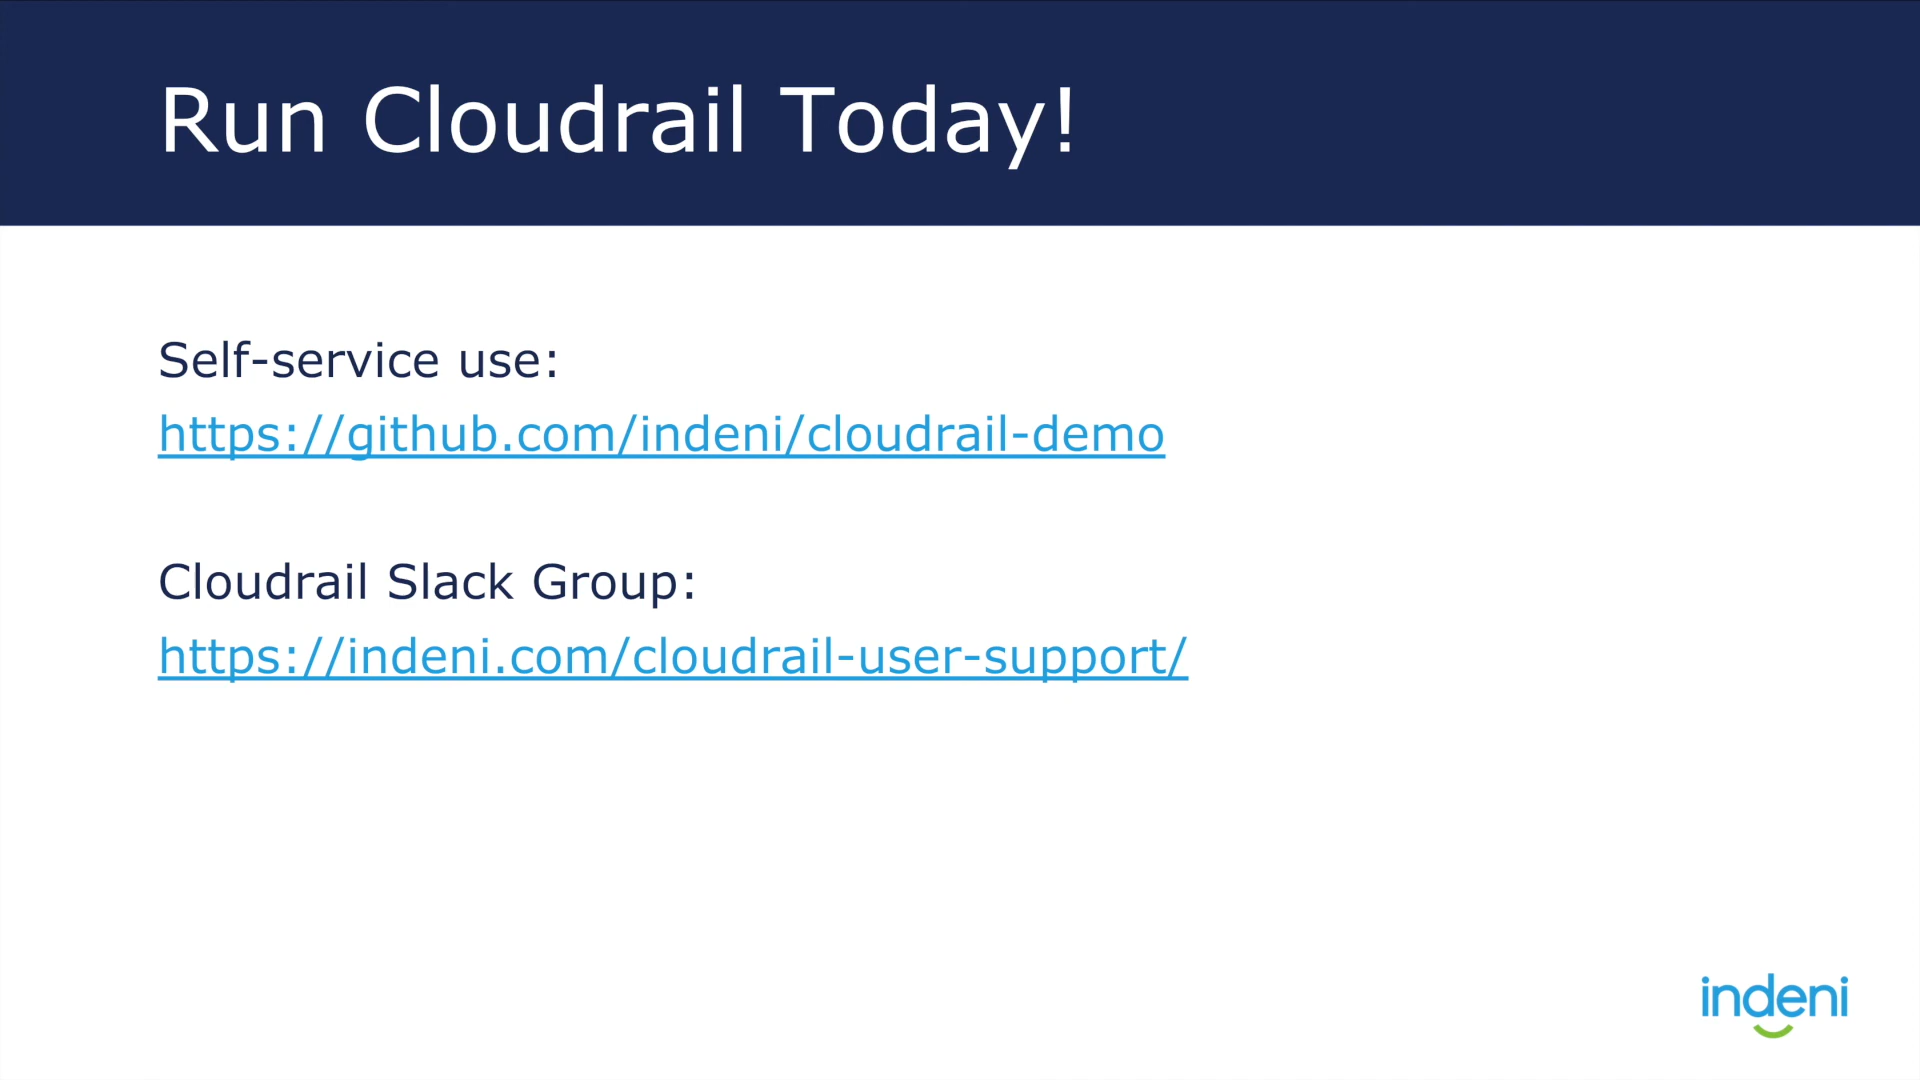 Run Cloudrail Today!
Self-service use:
https://github.com/indeni/cloudrail-demo
Cloudrail Slack Group:
https://indeni.com/cloudrail-user-support/
indeni